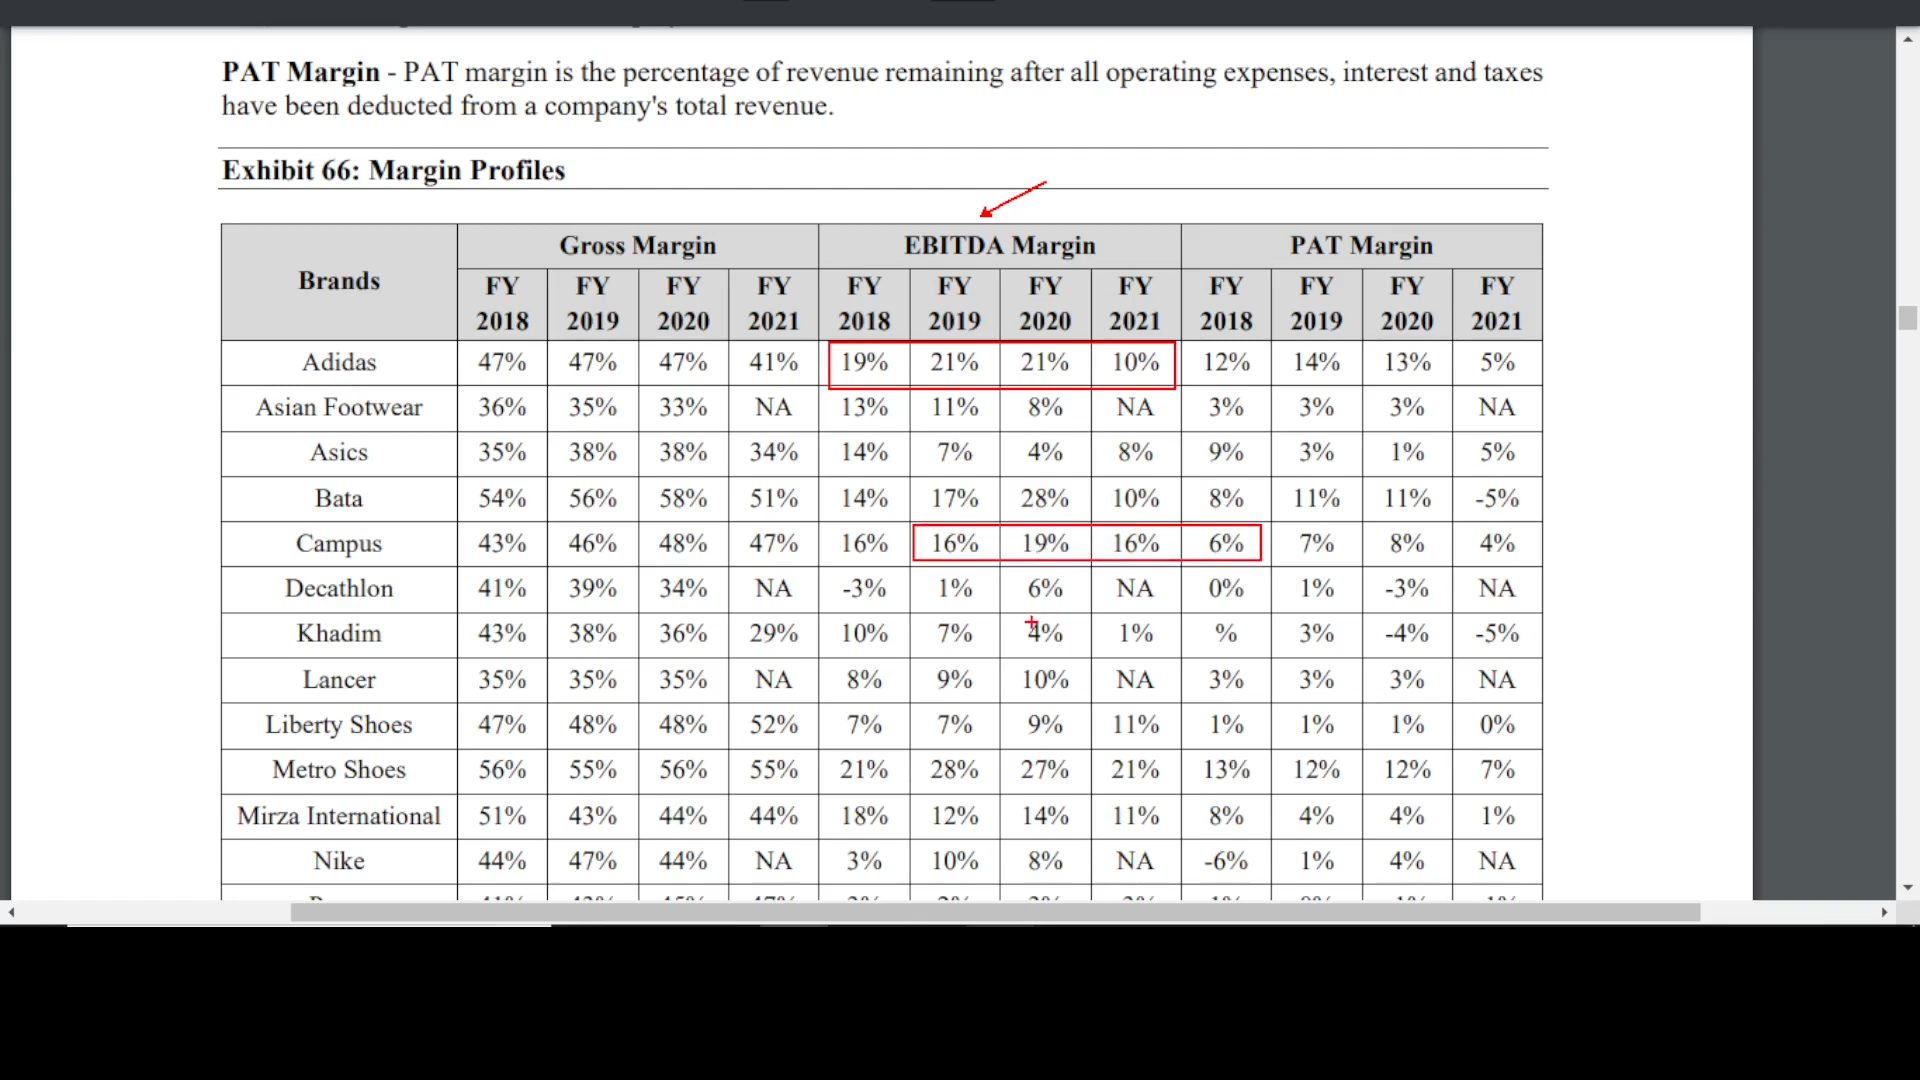 PAT Margin - PAT margin is the percentage of revenue remaining after all operating expenses, interest and taxes
have been deducted from a company's total revenue.
Exhibit 66: Margin Profiles
Brands Gross Margin EBITDA Margin PAT Margin
FY 2018 FY 2019 FY 2020 FY 2021 FY 2018 FY 2019 FY 2020 FY 2021 FY 2018 FY 2019 FY 2020 FY 2021
Adidas 47% 47% 47% 41% 19% 21% 21% 10% 12% 14% 13% 5%
Asian Footwear 36% 35% 33% NA 13% 11% 8% NA 3% 3% 3% NA
Asics 35% 38% 38% 34% 14% 7% 4% 8% 9% 3% 1% 5%
Bata 54% 56% 58% 51% 14% 17% 28% 10% 8% 11% 11% -5%
Campus 43% 46% 48% 47% 16% 16% 19% 16% 6% 7% 8% 4%
Decathlon 41% 39% 34% NA -3% 1% 6% NA 0% 1% -3% NA
Khadim 43% 38% 36% 29% 10% 7% 4% 1% % 3% -4% -5%
Lancer 35% 35% 35% NA 8% 9% 10% NA 3% 3% 3% NA
Liberty Shoes 47% 48% 48% 52% 7% 7% 9% 11% 1% 1% 1% 0%
Metro Shoes 56% 55% 56% 55% 21% 28% 27% 21% 13% 12% 12% 7%
Mirza International 51% 43% 44% 44% 18% 12% 14% 11% 8% 4% 4% 1%
Nike 44% 47% 44% NA 3% 10% 8% NA -6% 1% 4% NA